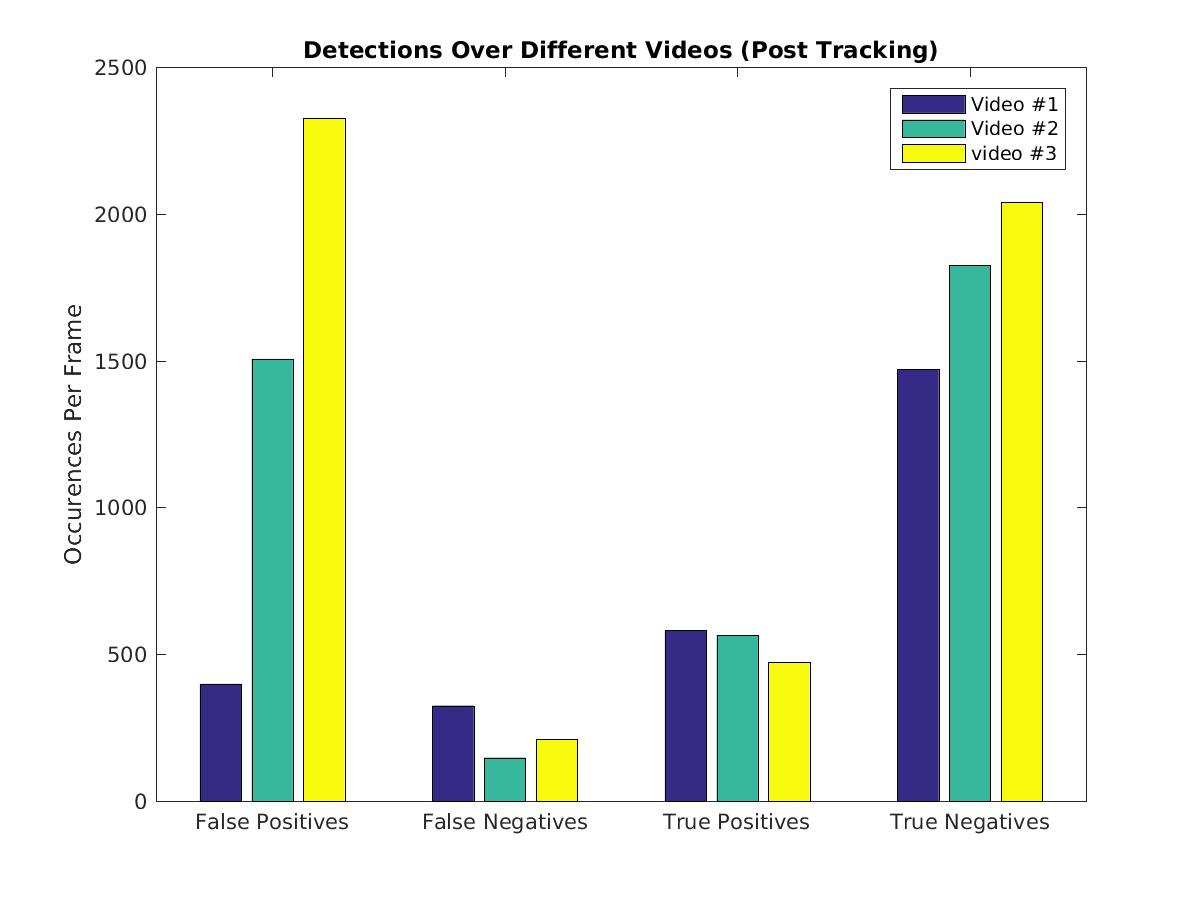 Detections Over Different Videos (Post Tracking)
2500
2000
1500
1000
500
0
Occurences Per Frame
Video #1
Video #2
video #3
False Positives
False Negatives
True Positives
True Negatives